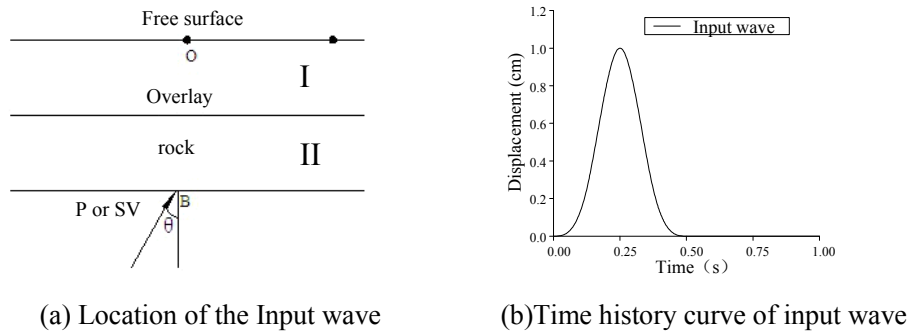 Free surface
O
I
Overlay
rock
II
P or SV
B
θ
(a) Location of the Input wave
1.2
Input wave
1.0
0.8
0.6
0.4
0.2
0.0
Displacement (cm)
0.00
0.25
0.50
0.75
1.00
Time（s）
(b)Time history curve of input wave